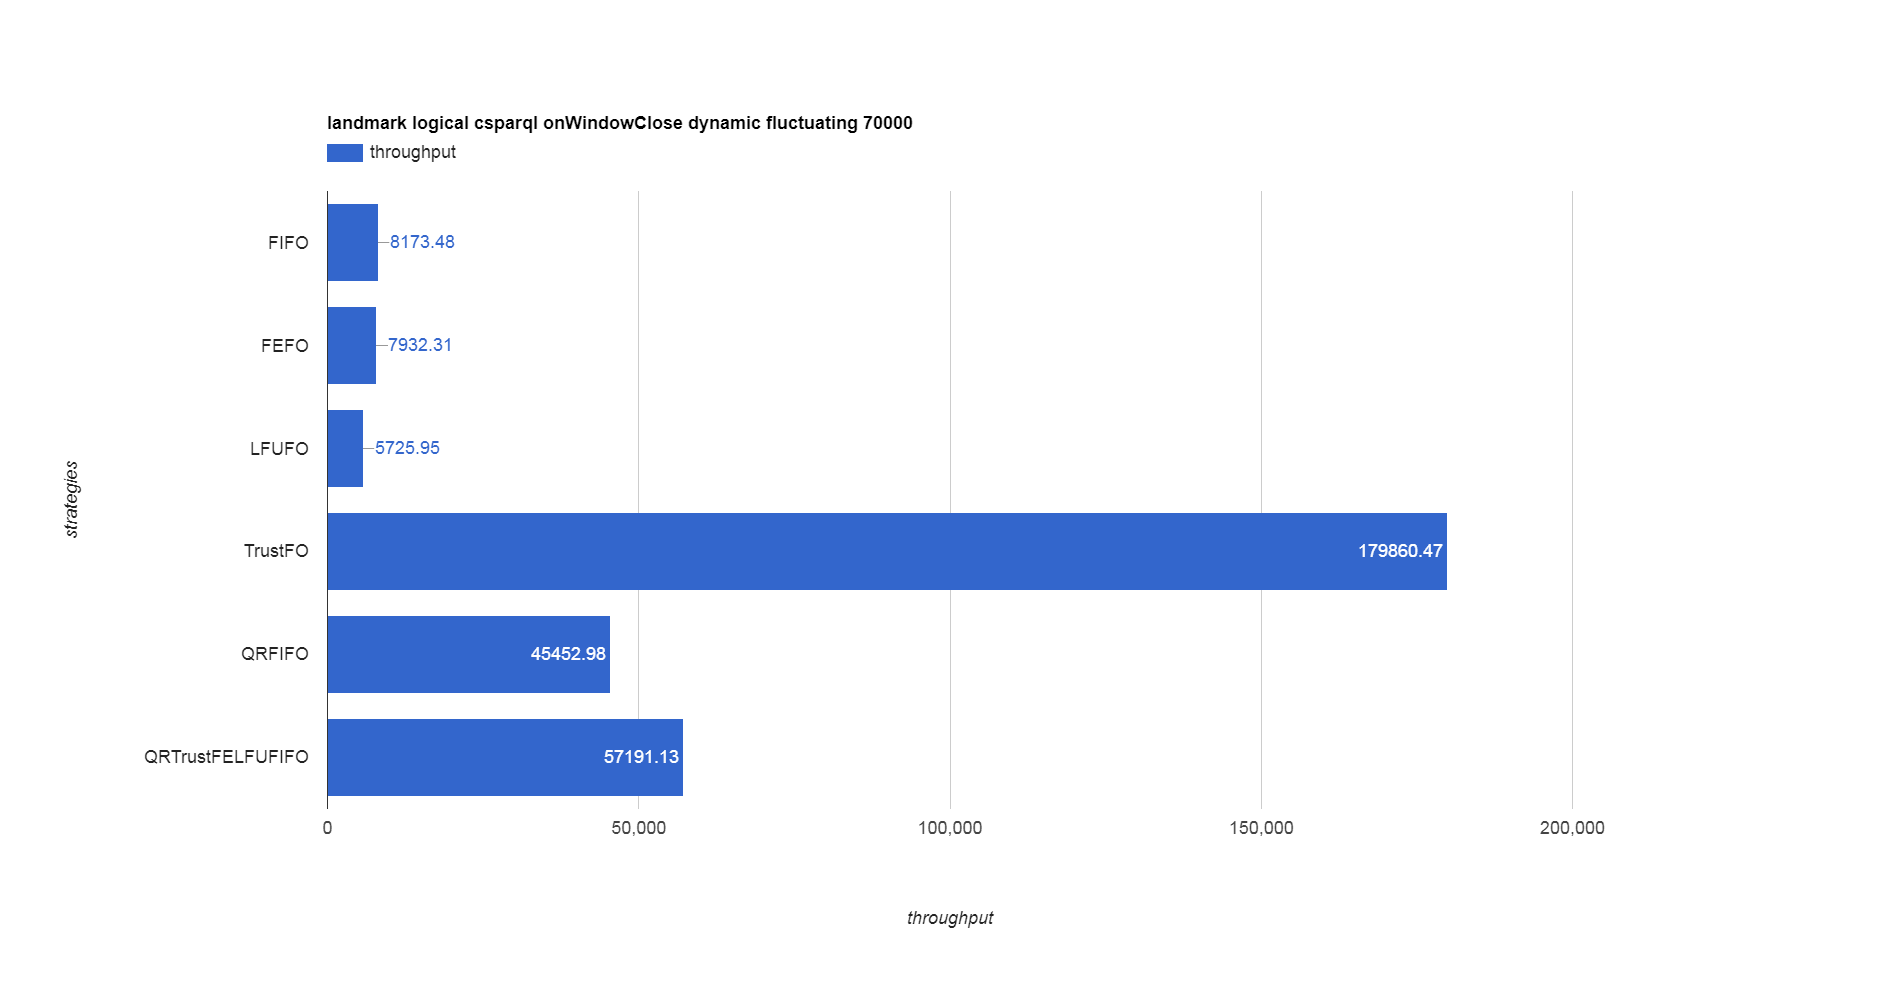 landmark logical csparql onWindowClose dynamic fluctuating 70000
throughput
FIFO
8173.48
FEFO
7932.31
LFUFO
5725.95
TrustFO
179860.47
QRFIFO
45452.98
QRTrustFELFUFIFO
57191.13
strategies
0
50,000
100,000
150,000
200,000
throughput